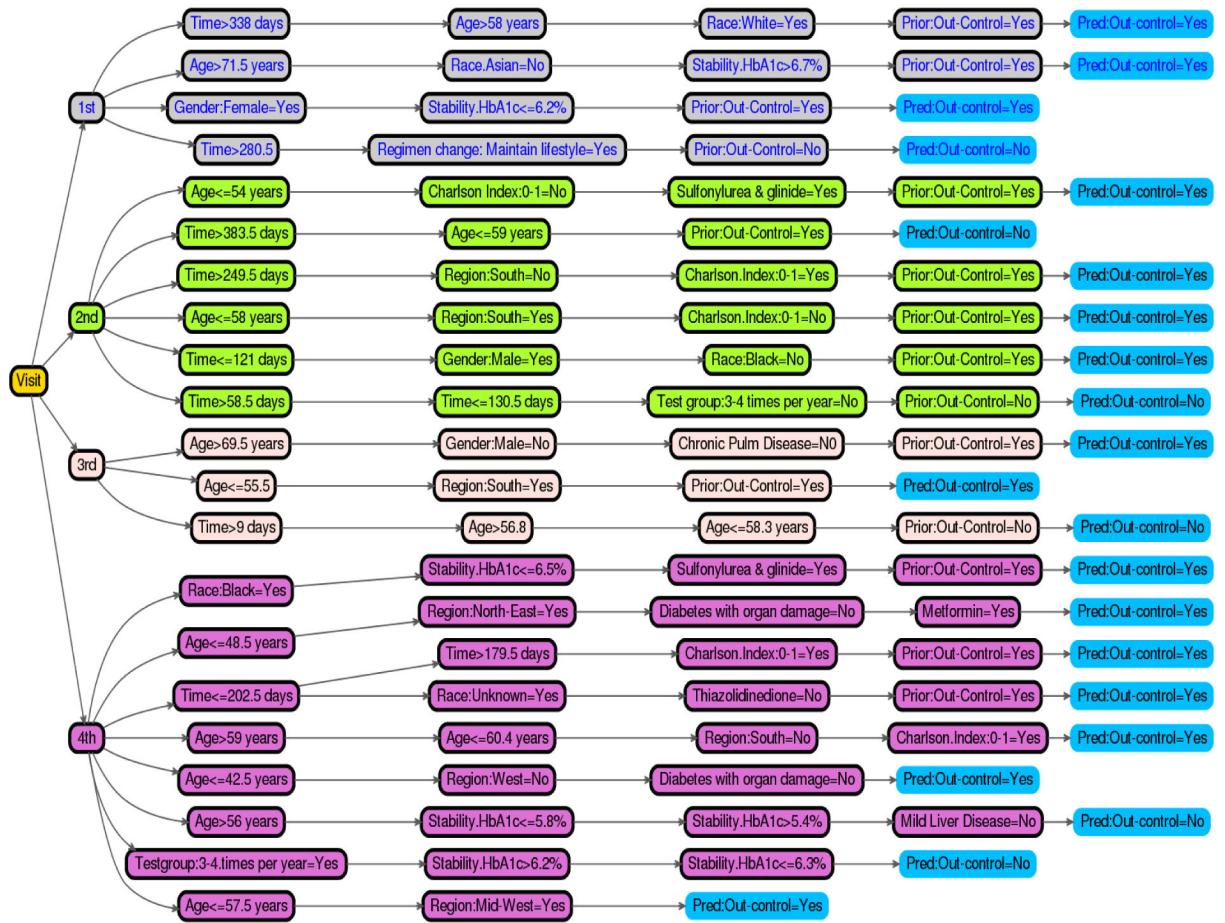 Time>338 days Age>58 years Race:White=Yes Prior:Out-Control=Yes Pred:Out-control=Yes
Age>71.5 years Race.Asian=No Stability.HbA1c>6.7% Prior:Out-Control=Yes Pred:Out-control=Yes
1st Gender:Female=Yes Stability.HbA1c<=6.2% Prior:Out-Control=Yes Pred:Out-control=Yes
Time>280.5 Regimen change: Maintain lifestyle=Yes Prior:Out-Control=No Pred:Out-control=No
Age<=54 years Charlson Index:0-1=No Sulfonylurea & glinide=Yes Prior:Out-Control=Yes Pred:Out-control=Yes
Time>383.5 days Age<=59 years Prior:Out-Control=Yes Pred:Out-control=No
Time>249.5 days Region:South=No Charlson.Index:0-1=Yes Prior:Out-Control=Yes Pred:Out-control=Yes
2nd Age<=58 years Region:South=Yes Charlson.Index:0-1=No Prior:Out-Control=Yes Pred:Out-control=Yes
Time<=121 days Gender:Male=Yes Race:Black=No Prior:Out-Control=Yes Pred:Out-control=Yes
Visit
Time>58.5 days Time<=130.5 days Test group:3-4 times per year=No Prior:Out-Control=No Pred:Out-control=No
Age>69.5 years Gender:Male=No Chronic Pulm Disease=N0 Prior:Out-Control=Yes Pred:Out-control=Yes
3rd
Age<=55.5 Region:South=Yes Prior:Out-Control=Yes Pred:Out-control=Yes
Time>9 days Age>56.8 Age<=58.3 years Prior:Out-Control=No Pred:Out-control=No
Race:Black=Yes Stability.HbA1c<=6.5% Sulfonylurea & glinide=Yes Prior:Out-Control=Yes Pred:Out-control=Yes
Age<=48.5 years Region:North-East=Yes Diabetes with organ damage=No Metformin=Yes Pred:Out-control=Yes
Time>179.5 days Charlson.Index:0-1=Yes Prior:Out-Control=Yes Pred:Out-control=Yes
Time<=202.5 days Race:Unknown=Yes Thiazolidinedione=No Prior:Out-Control=Yes Pred:Out-control=Yes
4th Age>59 years Age<=60.4 years Region:South=No Charlson.Index:0-1=Yes Pred:Out-control=Yes
Age<=42.5 years Region:West=No Diabetes with organ damage=No Pred:Out-control=Yes
Age>56 years Stability.HbA1c<=5.8% Stability.HbA1c>5.4% Mild Liver Disease=No Pred:Out-control=No
Testgroup:3-4.times per year=Yes Stability.HbA1c>6.2% Stability.HbA1c<=6.3% Pred:Out-control=No
Age<=57.5 years Region:Mid-West=Yes Pred:Out-control=Yes